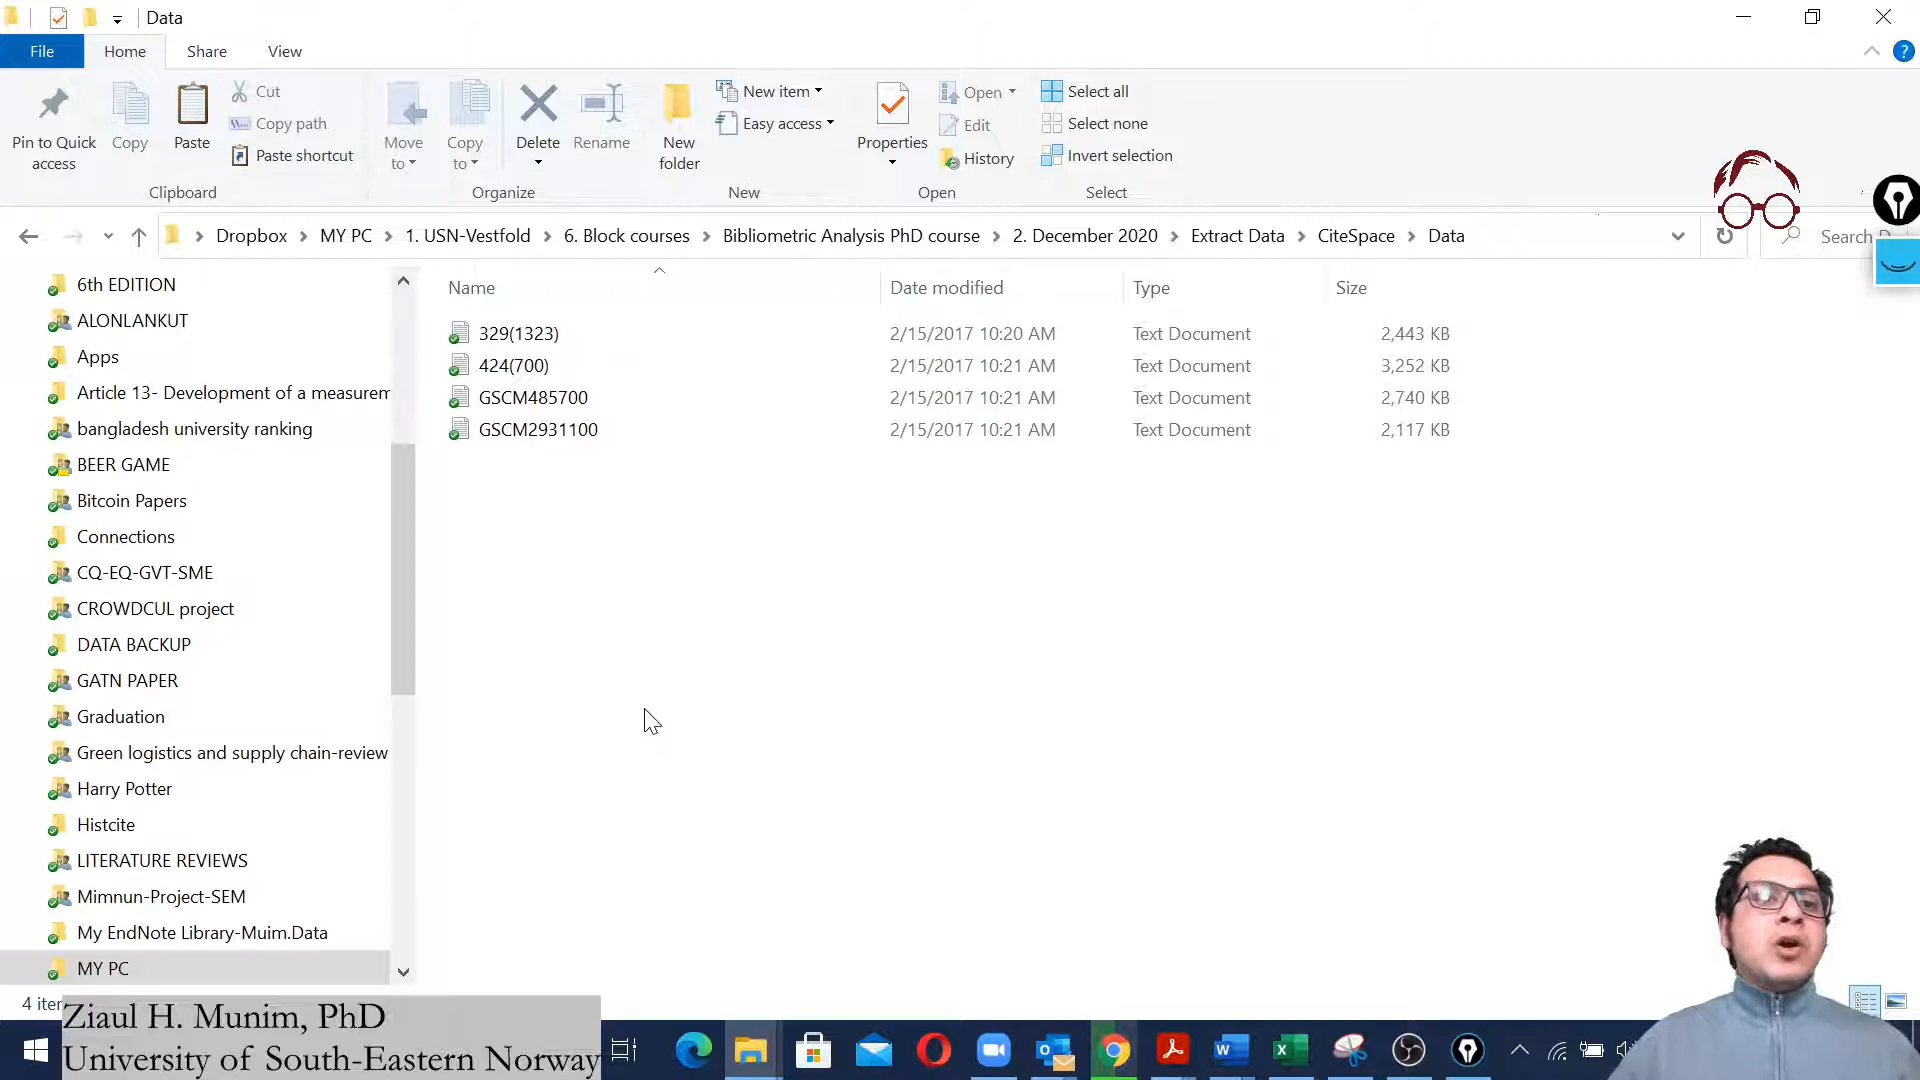 Data
File Home Share View
Pin to Quick access
Copy
Paste
Cut
Copy path
Paste shortcut
Clipboard
Move to
Copy to
Delete
Rename
Organize
New folder
New item
Easy access
New
Properties
Open
Edit
History
Open
Select all
Select none
Invert selection
Select
Dropbox MY PC 1. USN-Vestfold 6. Block courses Bibliometric Analysis PhD course 2. December 2020 Extract Data CiteSpace Data
Search
6th EDITION
ALONLANKUT
Apps
Article 13- Development of a measurem
bangladesh university ranking
BEER GAME
Bitcoin Papers
Connections
CQ-EQ-GVT-SME
CROWDCUL project
DATA BACKUP
GATN PAPER
Graduation
Green logistics and supply chain-review
Harry Potter
Histcite
LITERATURE REVIEWS
Mimnun-Project-SEM
My EndNote Library-Muim.Data
MY PC
Name Date modified Type Size
329(1323) 2/15/2017 10:20 AM Text Document 2,443 KB
424(700) 2/15/2017 10:21 AM Text Document 3,252 KB
GSCM485700 2/15/2017 10:21 AM Text Document 2,740 KB
GSCM2931100 2/15/2017 10:21 AM Text Document 2,117 KB
4 iter
Ziaul H. Munim, PhD
University of South-Eastern Norway